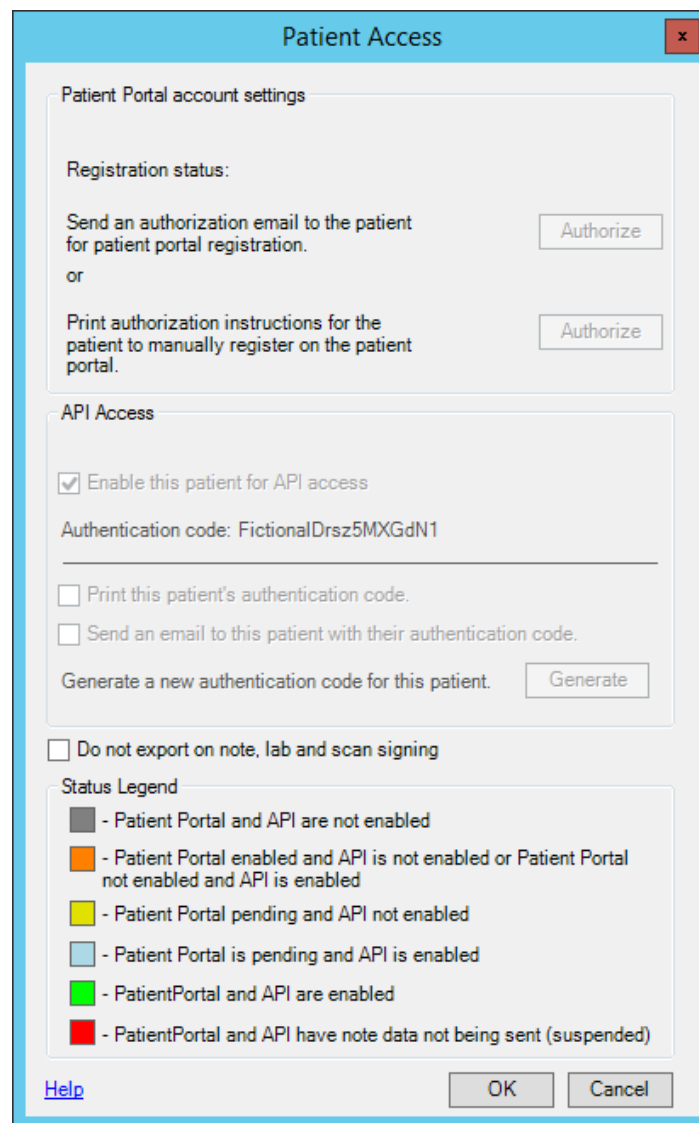 Patient Access
x
Patient Portal account settings
Registration status:
Send an authorization email to the patient
for patient portal registration.
Authorize
or
Print authorization instructions for the
patient to manually register on the patient
portal.
Authorize
API Access
Enable this patient for API access
Authentication code: FictionalDrsz5MXGdN1
Print this patient's authentication code.
Send an email to this patient with their authentication code.
Generate a new authentication code for this patient.
Generate
Do not export on note, lab and scan signing
Status Legend
- Patient Portal and API are not enabled
- Patient Portal enabled and API is not enabled or Patient Portal
not enabled and API is enabled
- Patient Portal pending and API not enabled
- Patient Portal is pending and API is enabled
- PatientPortal and API are enabled
- PatientPortal and API have note data not being sent (suspended)
Help
OK
Cancel